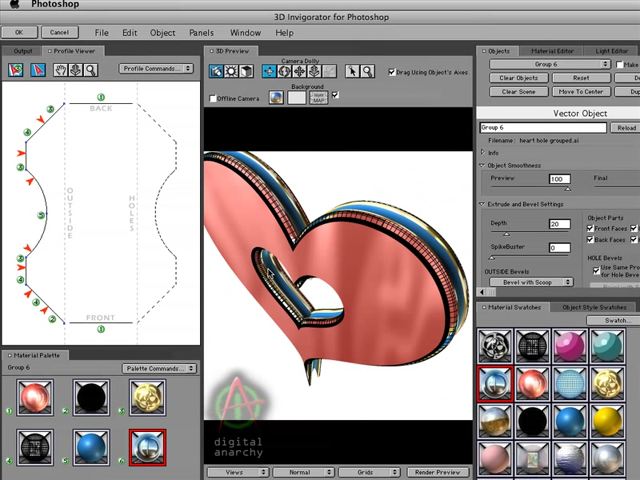 Photoshop
3D Invigorator for Photoshop
OK
Cancel
File Edit Object Panels Window Help
Output
Profile Viewer
Profile Commands...
BACK
OUTSIDE
HOLES
FRONT
Material Palette
Group 6
Palette Commands...
3D Preview
Camera Dolly
Drag Using Object's Axes
Background
Offline Camera
digital
anarchy
Views
Normal
Grids
Render Preview
Objects
Material Editor
Light Editor
Group 6
Make
Clear Objects
Reset
Clear Scene
Move To Center
Vector Object
Group 6
Reload
Filename : heart hole grouped.ai
Info
Object Smoothness
Preview 100 Final
Extrude and Bevel Settings
Depth 20
SpikeBuster 0
Object Parts
Front Faces
Back Faces
HOLE Bevels
Use Same Pro
for Hole Beve
OUTSIDE Bevels
Bevel with Scoop
Material Swatches
Object Style Swatches
Swatch